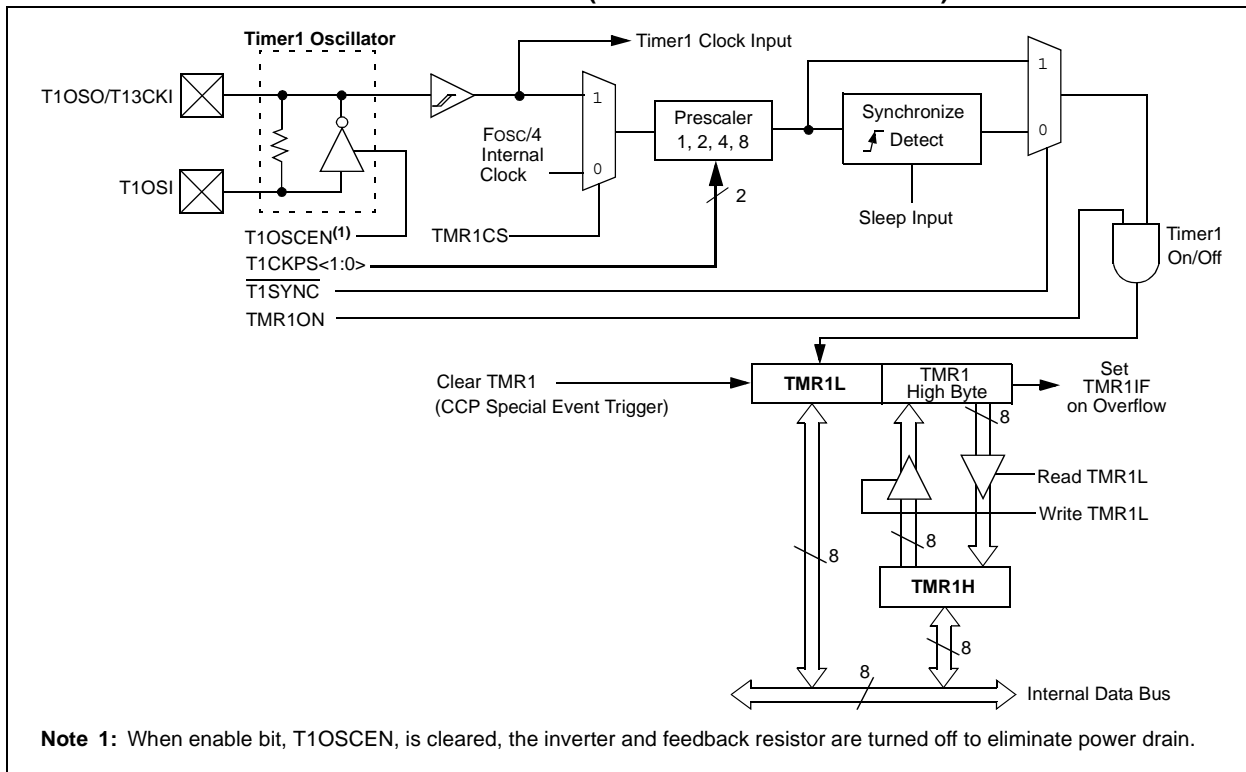 Timer1 Oscillator
Timer1 Clock Input
T1OSO/T13CKI
1
1
FOSC/4
Internal
Clock
0
Prescaler
1, 2, 4, 8
Synchronize
Detect
0
T1OSI
2
Sleep Input
T1OSCEN(1)
TMR1CS
T1CKPS<1:0>
T1SYNC
TMR1ON
Timer1
On/Off
Clear TMR1
(CCP Special Event Trigger)
TMR1L
TMR1
High Byte
Set
TMR1IF
on Overflow
8
Read TMR1L
Write TMR1L
8
8
TMR1H
8
8
Internal Data Bus
Note 1: When enable bit, T1OSCEN, is cleared, the inverter and feedback resistor are turned off to eliminate power drain.